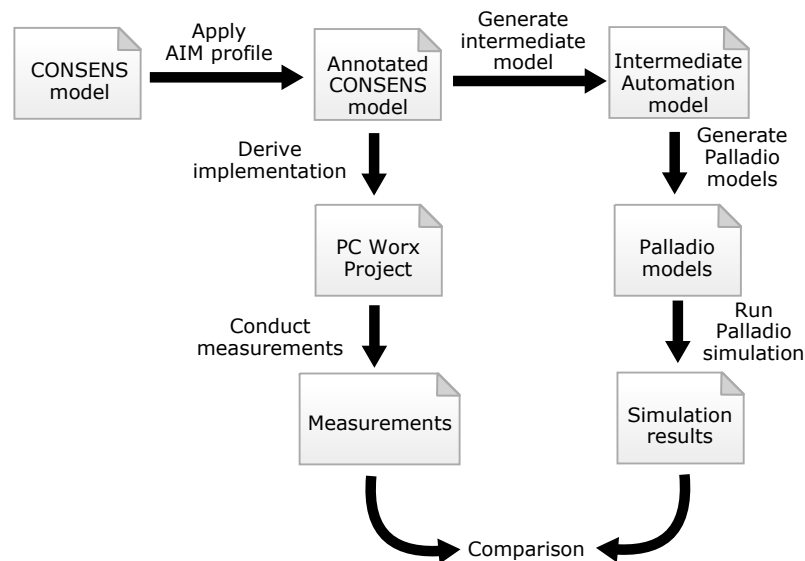 Apply
AIM profile
Generate
intermediate
model
CONSENS
model
Annotated
CONSENS
model
Intermediate
Automation
model
Derive
implementation
Generate
Palladio
models
PC Worx
Project
Palladio
models
Conduct
measurements
Run
Palladio
simulation
Measurements
Simulation
results
Comparison